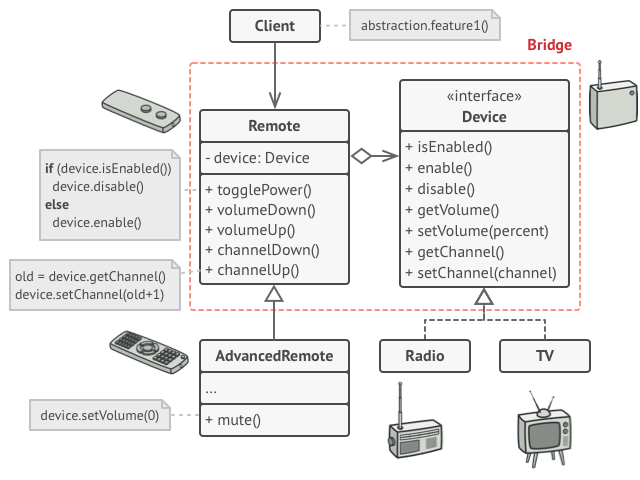 Client
abstraction.feature1()
Bridge
Remote
- device: Device
+ togglePower()
+ volumeDown()
+ volumeUp()
+ channelDown()
+ channelUp()
«interface»
Device
+ isEnabled()
+ enable()
+ disable()
+ getVolume()
+ setVolume(percent)
+ getChannel()
+ setChannel(channel)
if (device.isEnabled())
device.disable()
else
device.enable()
old = device.getChannel()
device.setChannel(old+1)
AdvancedRemote
...
+ mute()
device.setVolume(0)
Radio
TV